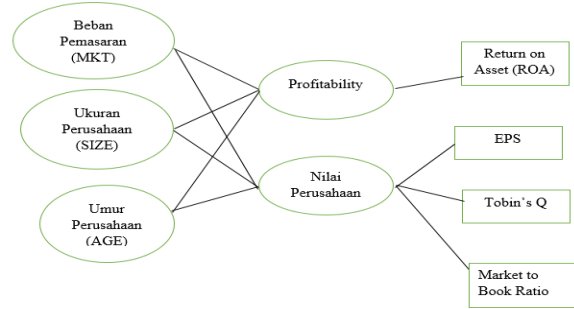 Beban
Pemasaran
(MKT)
Ukuran
Perusahaan
(SIZE)
Umur
Perusahaan
(AGE)
Profitability
Nilai
Perusahaan
Return on
Asset (ROA)
EPS
Tobin's Q
Market to
Book Ratio